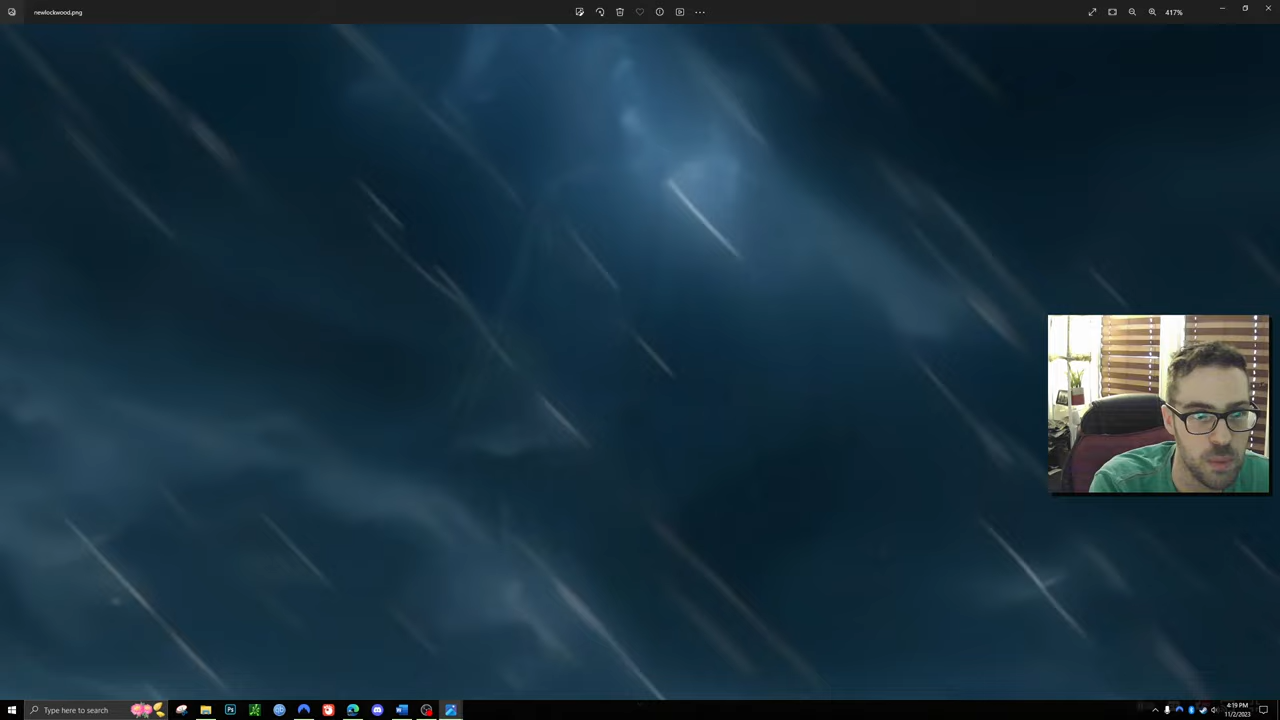 newlockwood.png
417%
Type here to search
4:19 PM
11/2/2023